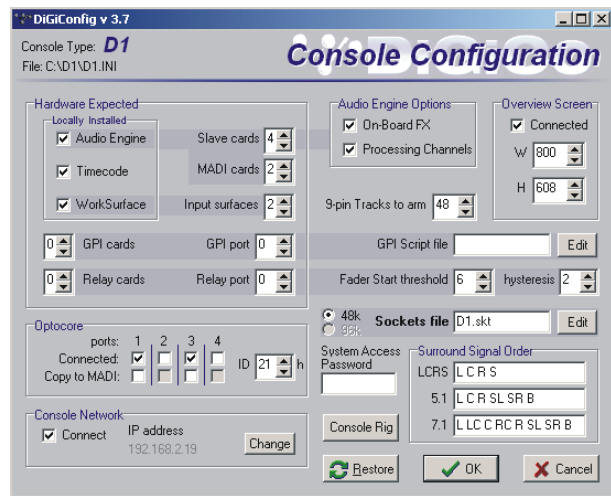 DiGiConfig v 3.7
Console Type: D1
File: C:\D1\D1.INI
Console Configuration
Hardware Expected
Locally Installed
Audio Engine
Slave cards 4
Timecode
MADI cards 2
WorkSurface
Input surfaces 2
0 GPI cards
GPI port 0
0 Relay cards
Relay port 0
Audio Engine Options
On-Board FX
Processing Channels
Overview Screen
Connected
W 800
H 608
9-pin Tracks to arm 48
GPI Script file
Edit
Fader Start threshold 6
hysteresis 2
48k
96k
Sockets file D1.skt
Edit
Optocore
ports: 1 2 3 4
Connected:
Copy to MADI:
ID 21 h
System Access
Password
Surround Signal Order
LCRS L C R S
5.1 L C R SL SR B
7.1 L LC C RC R SL SR B
Console Network
Connect
IP address
192.168.2.19
Change
Console Rig
Restore
OK
Cancel